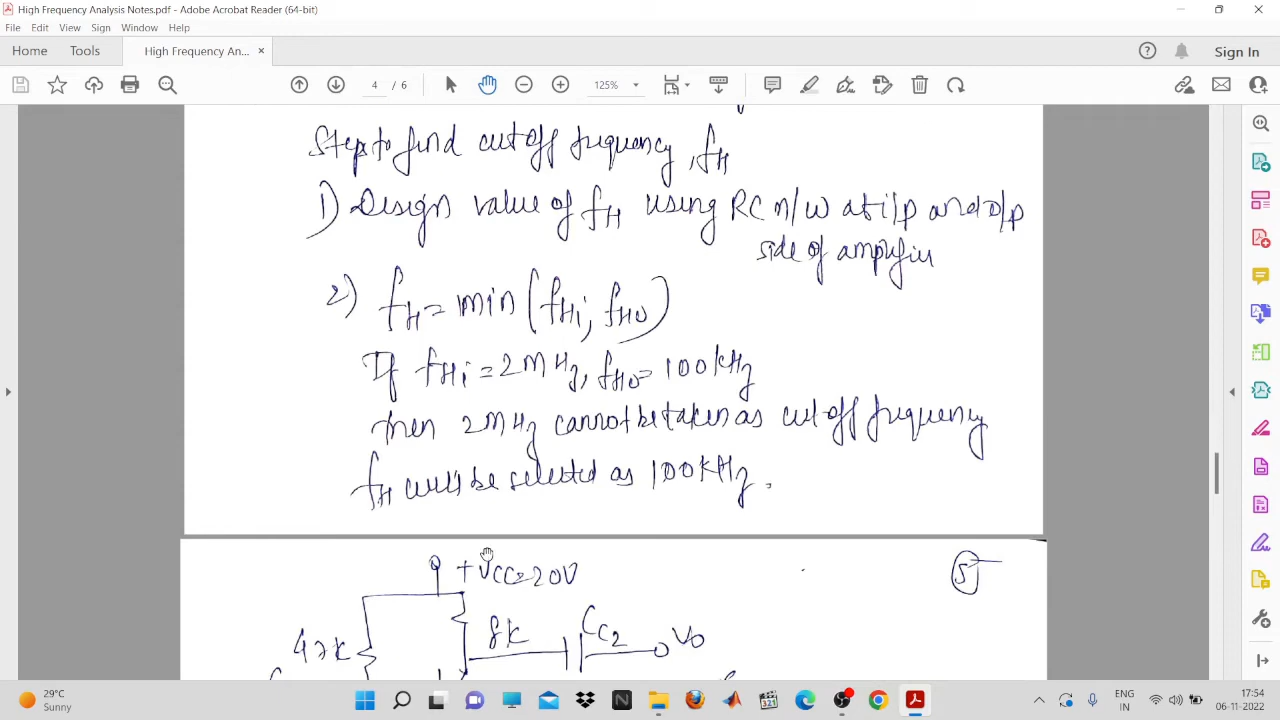 High Frequency Analysis Notes.pdf - Adobe Acrobat Reader (64-bit)
File Edit View Sign Window Help
Home Tools High Frequency An... × Sign In
4 / 6 125%
Steps to find cutoff frequency, fH
1) Design value of fH using RC n/w at i/p and o/p
side of amplifier
2) fH = min (fHi, fHo)
If fHi = 2MHz, fHo = 100kHz
then 2MHz cannot be taken as cutoff frequency
fH will be selected as 100kHz.
+VCC=20V
5
47K 8K CC2 Vo
29°C
Sunny
ENG
IN
17:54
06-11-2022